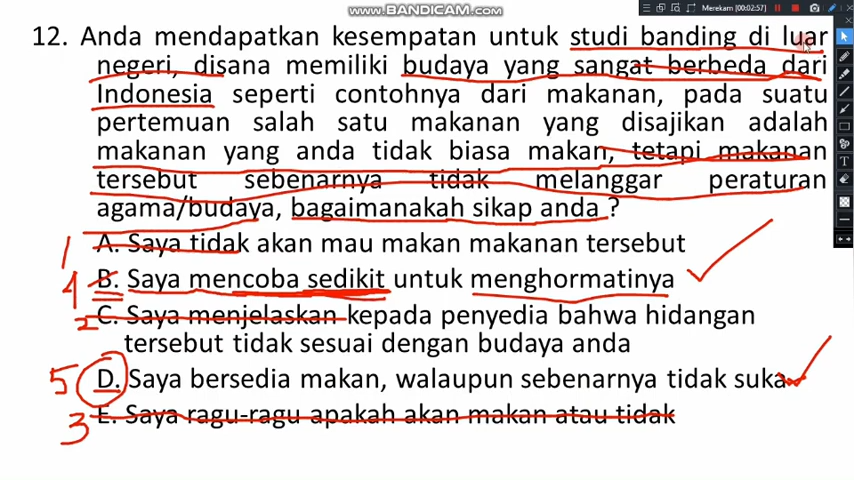 www.BANDICAM.com
Merekam [00:02:57]
12. Anda mendapatkan kesempatan untuk studi banding di luar
negeri, disana memiliki budaya yang sangat berbeda dari
Indonesia seperti contohnya dari makanan, pada suatu
pertemuan salah satu makanan yang disajikan adalah
makanan yang anda tidak biasa makan, tetapi makanan
tersebut sebenarnya tidak melanggar peraturan
agama/budaya, bagaimanakah sikap anda ?
1 A. Saya tidak akan mau makan makanan tersebut
4 B. Saya mencoba sedikit untuk menghormatinya
2 C. Saya menjelaskan kepada penyedia bahwa hidangan
tersebut tidak sesuai dengan budaya anda
5 D. Saya bersedia makan, walaupun sebenarnya tidak suka
3 E. Saya ragu-ragu apakah akan makan atau tidak